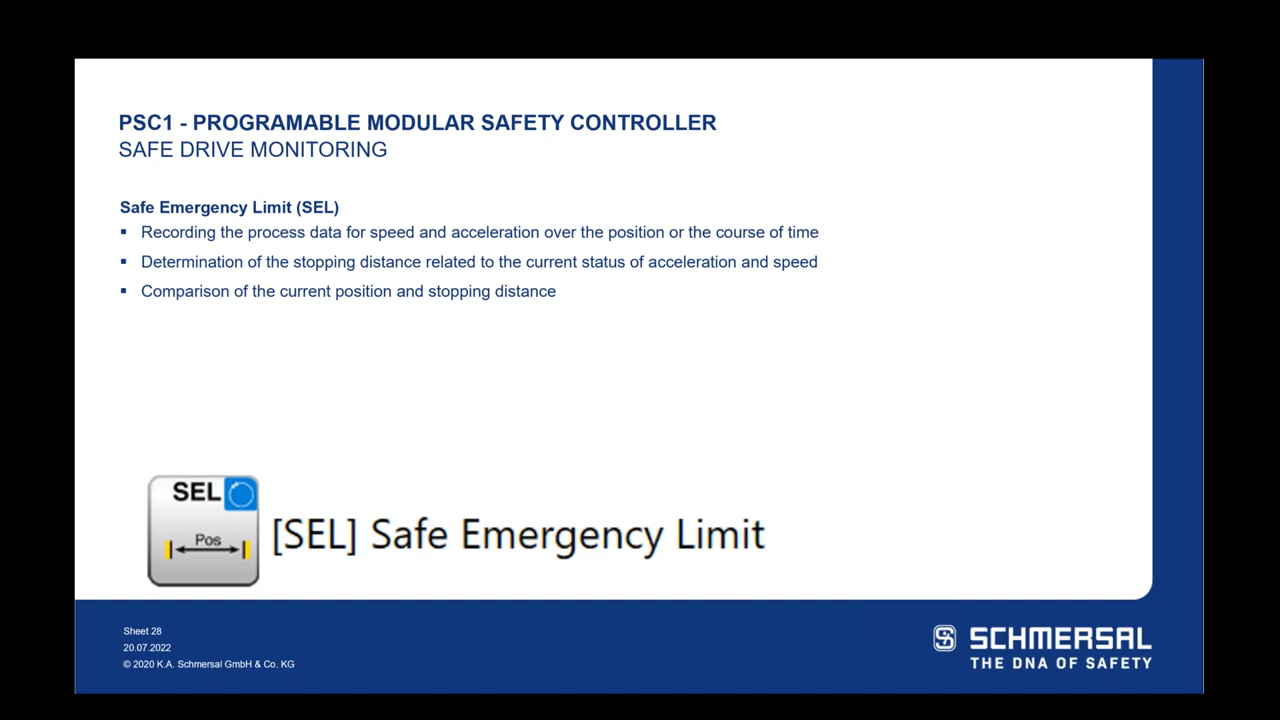 PSC1 - PROGRAMABLE MODULAR SAFETY CONTROLLER
SAFE DRIVE MONITORING
Safe Emergency Limit (SEL)
▪ Recording the process data for speed and acceleration over the position or the course of time
▪ Determination of the stopping distance related to the current status of acceleration and speed
▪ Comparison of the current position and stopping distance
SEL
Pos
[SEL] Safe Emergency Limit
Sheet 28
20.07.2022
© 2020 K.A. Schmersal GmbH & Co. KG
SCHMERSAL
THE DNA OF SAFETY